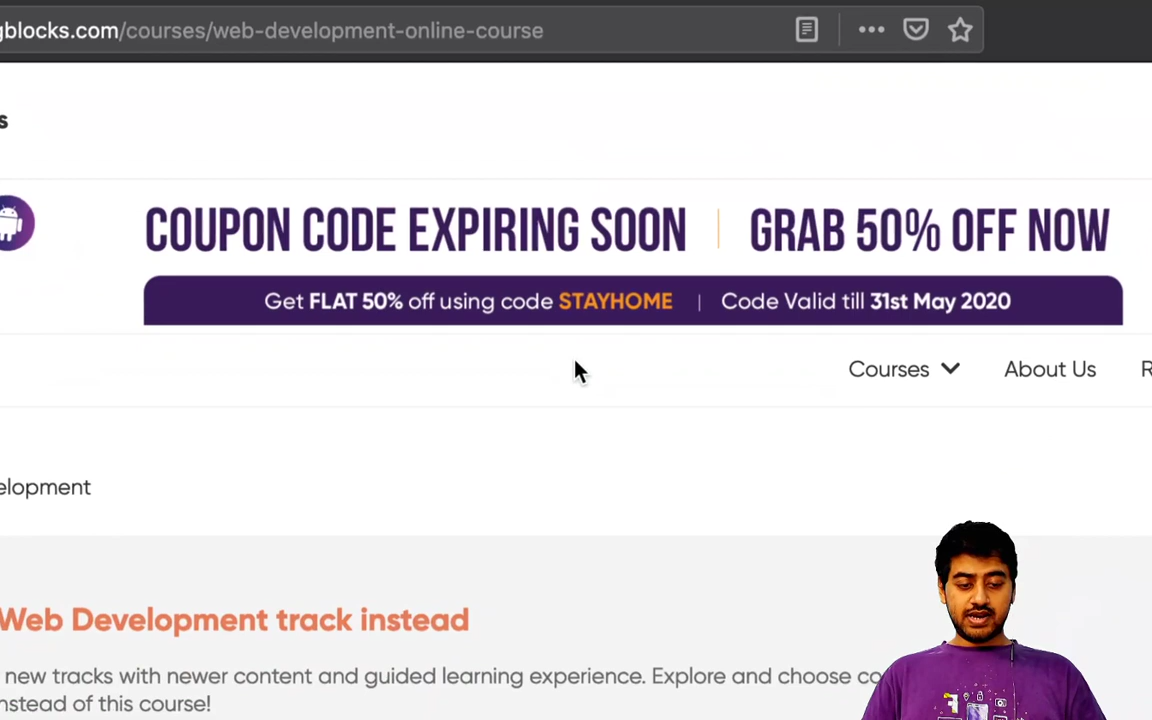 gblocks.com/courses/web-development-online-course
s
COUPON CODE EXPIRING SOON | GRAB 50% OFF NOW
Get FLAT 50% off using code STAYHOME | Code Valid till 31st May 2020
Courses About Us R
elopment
Web Development track instead
new tracks with newer content and guided learning experience. Explore and choose co
nstead of this course!